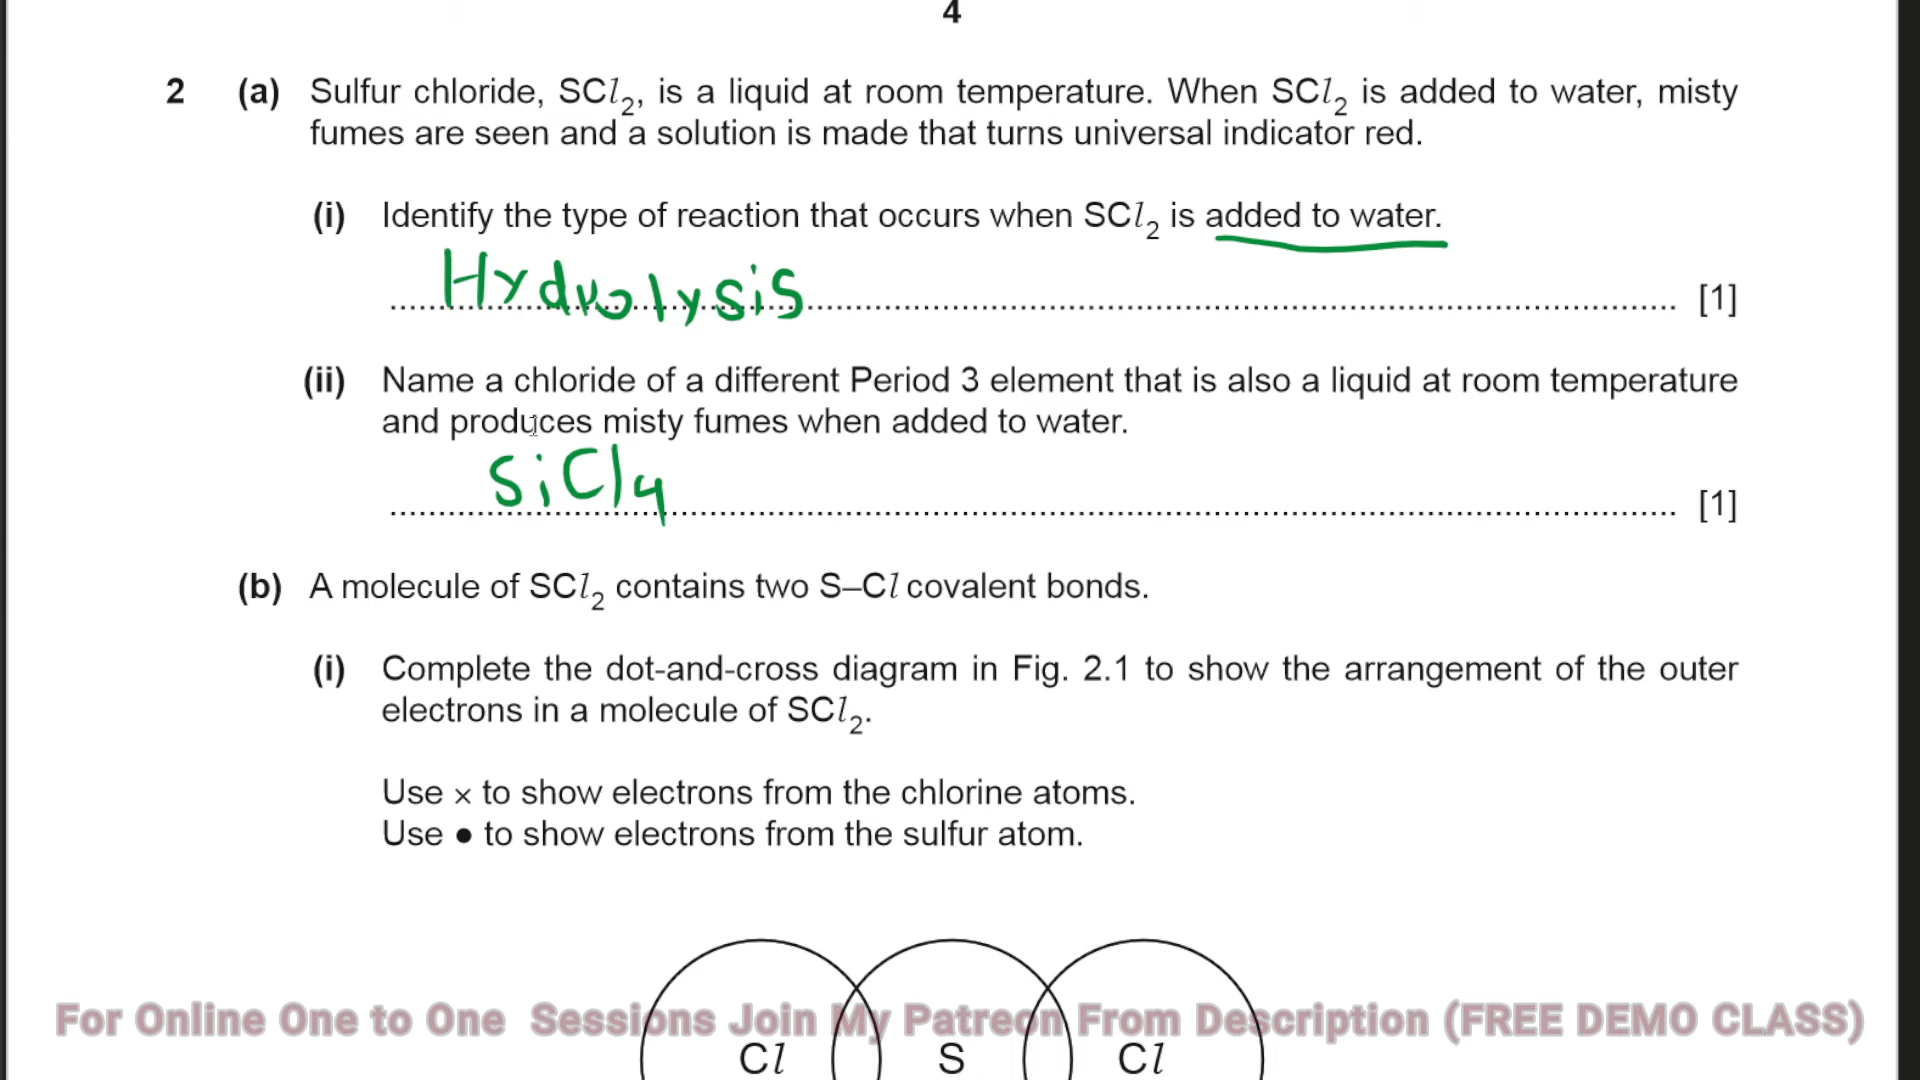 4
2 (a) Sulfur chloride, SCl₂, is a liquid at room temperature. When SCl₂ is added to water, misty
fumes are seen and a solution is made that turns universal indicator red.
(i) Identify the type of reaction that occurs when SCl₂ is added to water.
Hydrolysis
[1]
(ii) Name a chloride of a different Period 3 element that is also a liquid at room temperature
and produces misty fumes when added to water.
SiCl4
[1]
(b) A molecule of SCl₂ contains two S–Cl covalent bonds.
(i) Complete the dot-and-cross diagram in Fig. 2.1 to show the arrangement of the outer
electrons in a molecule of SCl₂.
Use × to show electrons from the chlorine atoms.
Use ● to show electrons from the sulfur atom.
For Online One to One Sessions Join My Patreon From Description (FREE DEMO CLASS)
Cl S Cl